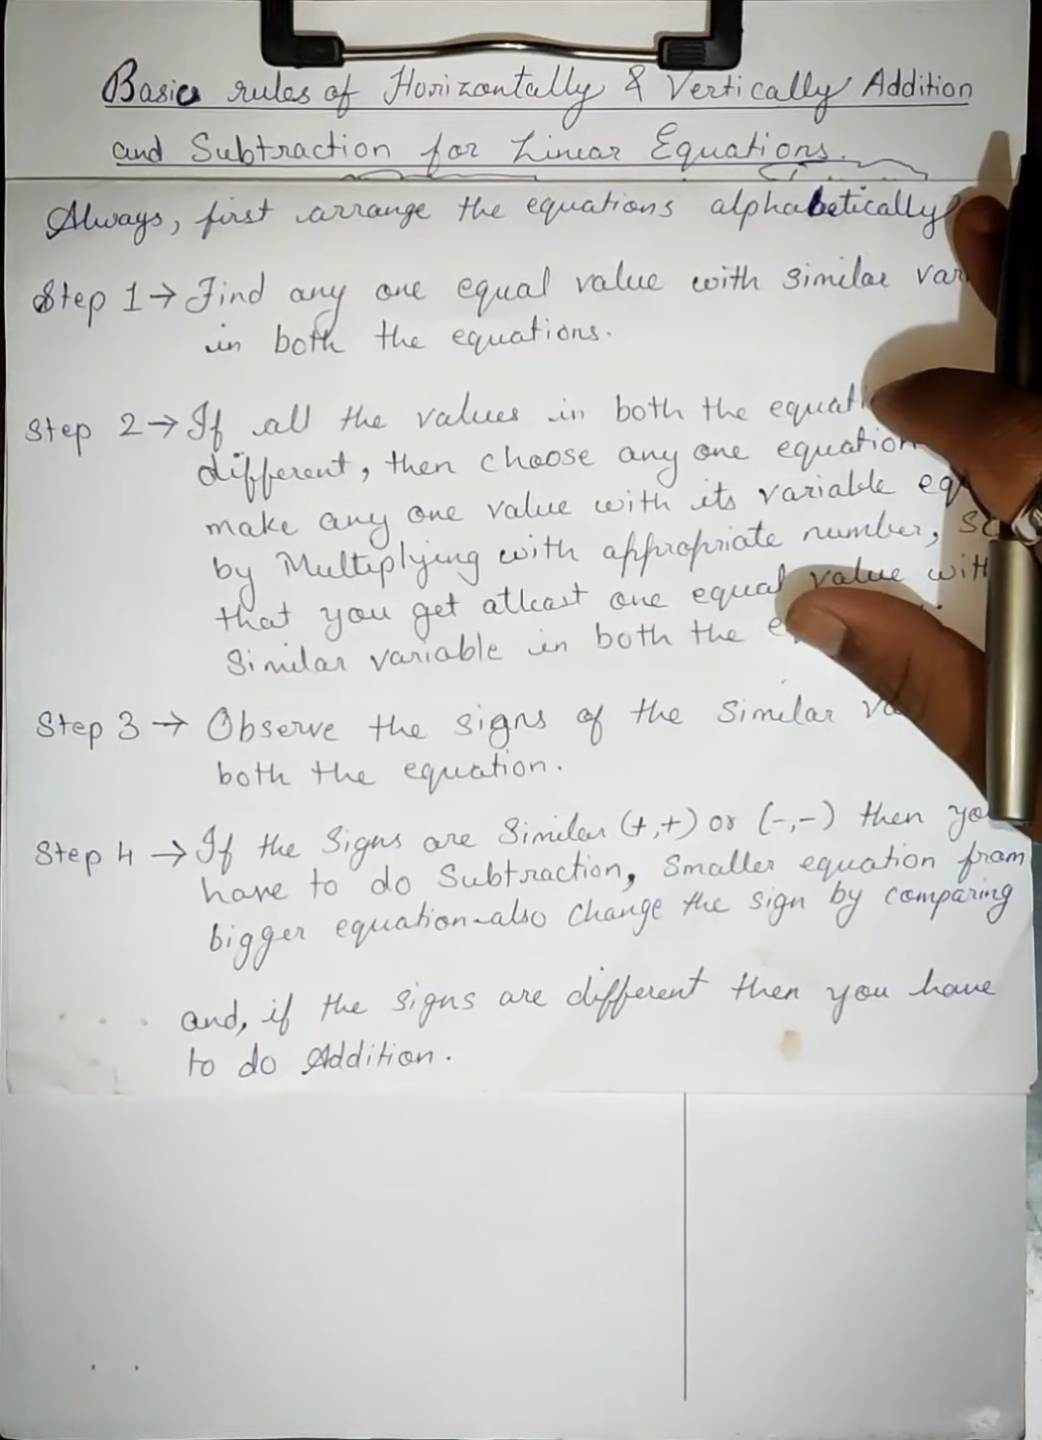 Basic rules of Horizontally & Vertically Addition
and Subtraction for Linear Equations.
Always, first arrange the equations alphabetically
Step 1→ Find any one equal value with similar
in both the equations.
Step 2→ If all the values in both the
different, then choose any one equation
make any one value with its variable
by Multiplying with appropriate number,
that you get atleast one equal value with
Similar variable in both the
Step 3 → Observe the signs of the Similar
both the equation.
Step 4 → If the Signs are Similar (+,+) or (-,-) then you
have to do Subtraction, Smaller equation from
bigger equation-also Change the sign by comparing
and, if the signs are different then you have
to do Addition.